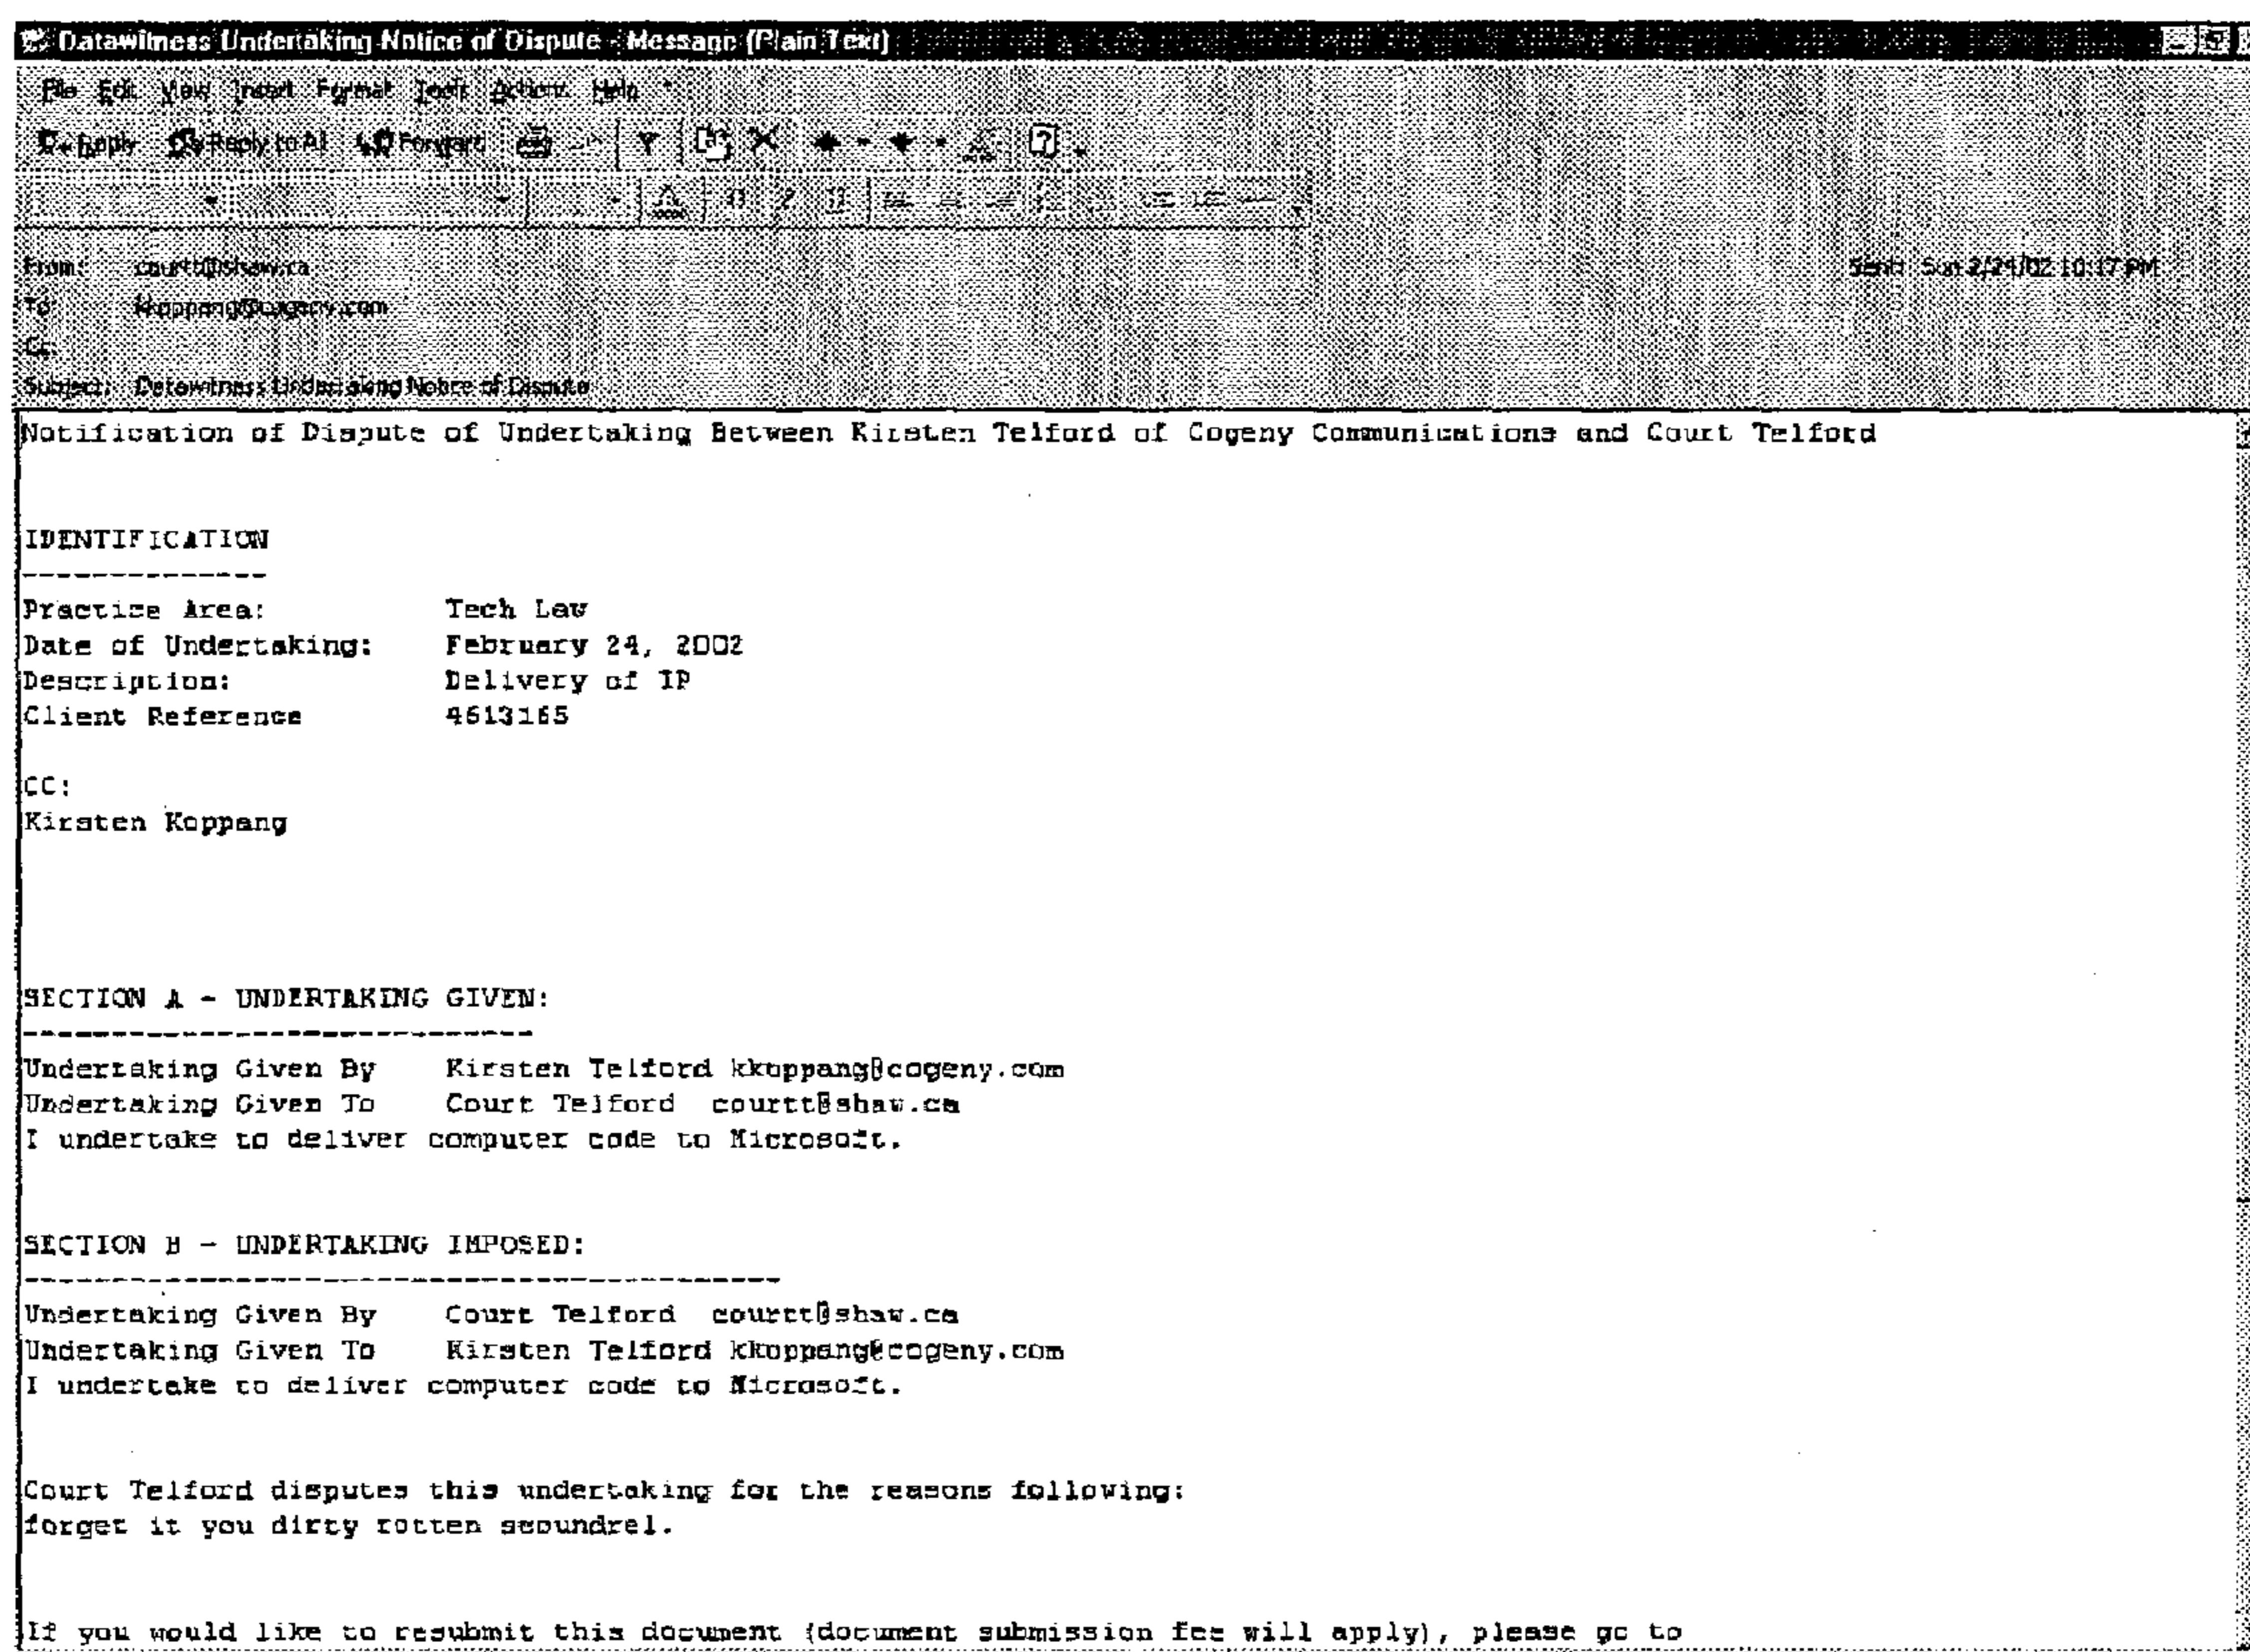 Datawitness Undertaking Notice of Dispute - Message (Plain Text)
File Edit View Insert Format Tools Actions Help
Reply Reply to All Forward
From: courtt@shaw.ca
Sent: Sun 2/24/02 10:17 PM
To: kkoppang@cogeny.com
Cc:
Subject: Datawitness Undertaking Notice of Dispute
Notification of Dispute of Undertaking Between Kirsten Telford of Cogeny Communications and Court Telford
IDENTIFICATION
--------------
Practice Area: Tech Law
Date of Undertaking: February 24, 2002
Description: Delivery of IP
Client Reference 4613165
CC:
Kirsten Koppang
SECTION A - UNDERTAKING GIVEN:
------------------------------
Undertaking Given By Kirsten Telford kkoppang@cogeny.com
Undertaking Given To Court Telford courtt@shaw.ca
I undertake to deliver computer code to Microsoft.
SECTION B - UNDERTAKING IMPOSED:
--------------------------------------------
Undertaking Given By Court Telford courtt@shaw.ca
Undertaking Given To Kirsten Telford kkoppang@cogeny.com
I undertake to deliver computer code to Microsoft.
Court Telford disputes this undertaking for the reasons following:
forget it you dirty rotten scoundrel.
If you would like to resubmit this document (document submission fee will apply), please go to